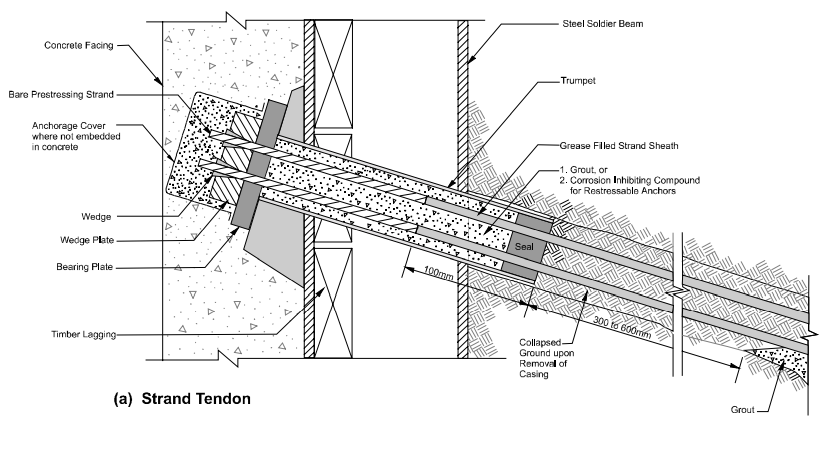 Concrete Facing
Bare Prestressing Strand
Anchorage Cover
where not embedded
in concrete
Wedge
Wedge Plate
Bearing Plate
Timber Lagging
Steel Soldier Beam
Trumpet
Grease Filled Strand Sheath
1. Grout, or
2. Corrosion Inhibiting Compound
for Restressable Anchors
Seal
100mm
300 to 600mm
Collapsed
Ground upon
Removal of
Casing
Grout
(a) Strand Tendon